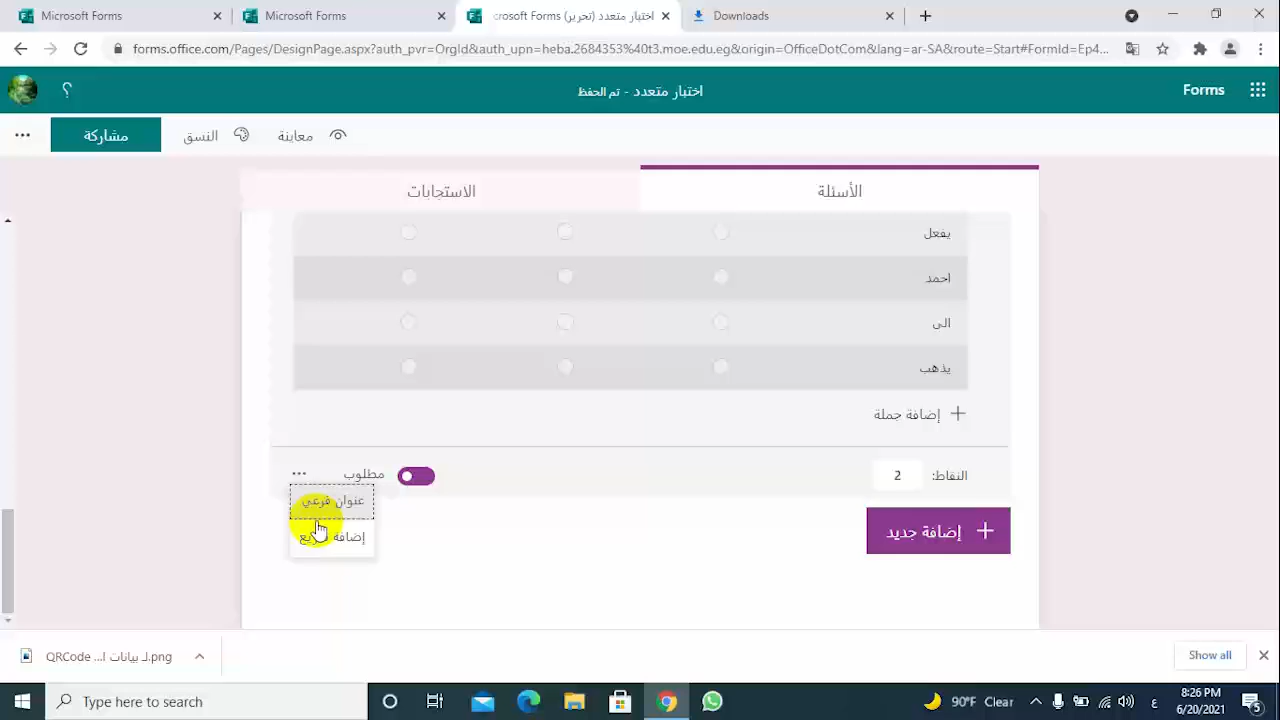 Microsoft Forms
Microsoft Forms
اختبار متعدد (تحرير) crosoft Forms
Downloads
forms.office.com/Pages/DesignPage.aspx?auth_pvr=OrgId&auth_upn=heba.2684353%40t3.moe.edu.eg&origin=OfficeDotCom&lang=ar-SA&route=Start#FormId=Ep4...
Forms
اختبار متعدد - تم الحفظ
؟
معاينة
النسق
مشاركة
الأسئلة
الاستجابات
يفعل
احمد
الى
يذهب
إضافة جملة
النقاط:
2
مطلوب
عنوان فرعي
إضافة
إضافة جديد
QRCode ...لـ بيانات ا.png
Show all
Type here to search
90°F Clear
ع
8:26 PM
6/20/2021
5